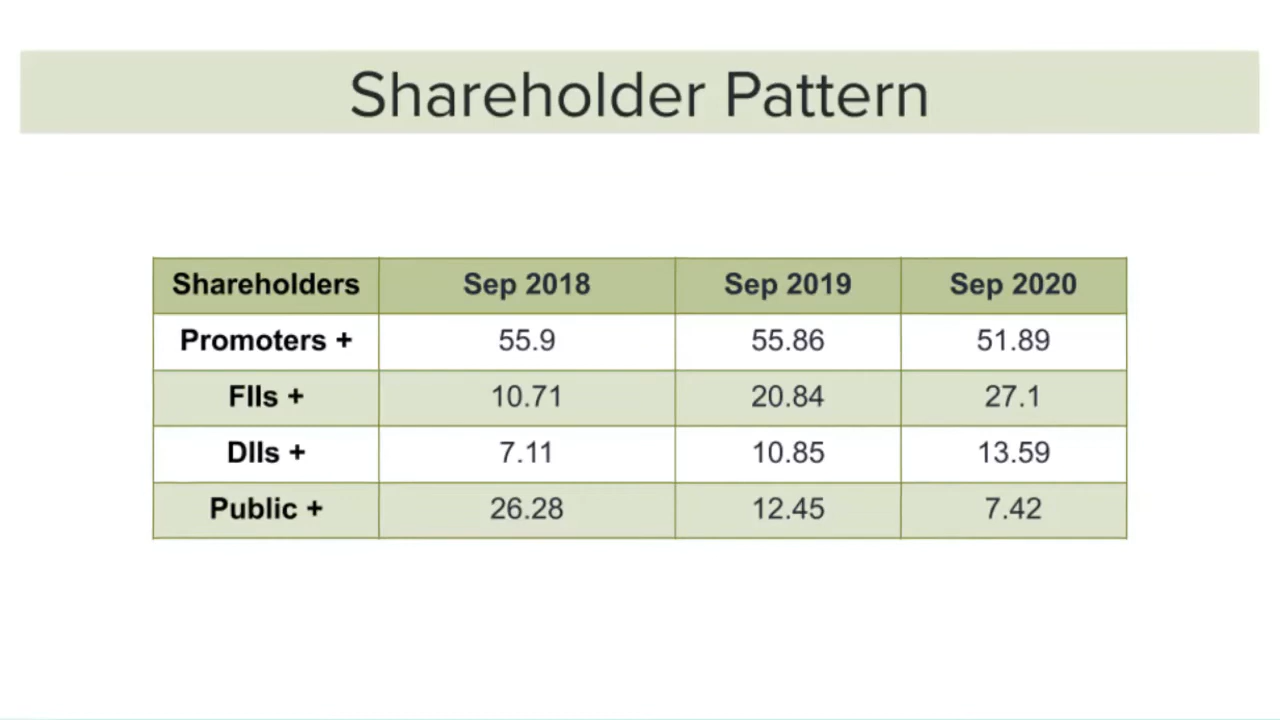 Shareholder Pattern
Shareholders Sep 2018 Sep 2019 Sep 2020
Promoters + 55.9 55.86 51.89
FIIs + 10.71 20.84 27.1
DIIs + 7.11 10.85 13.59
Public + 26.28 12.45 7.42